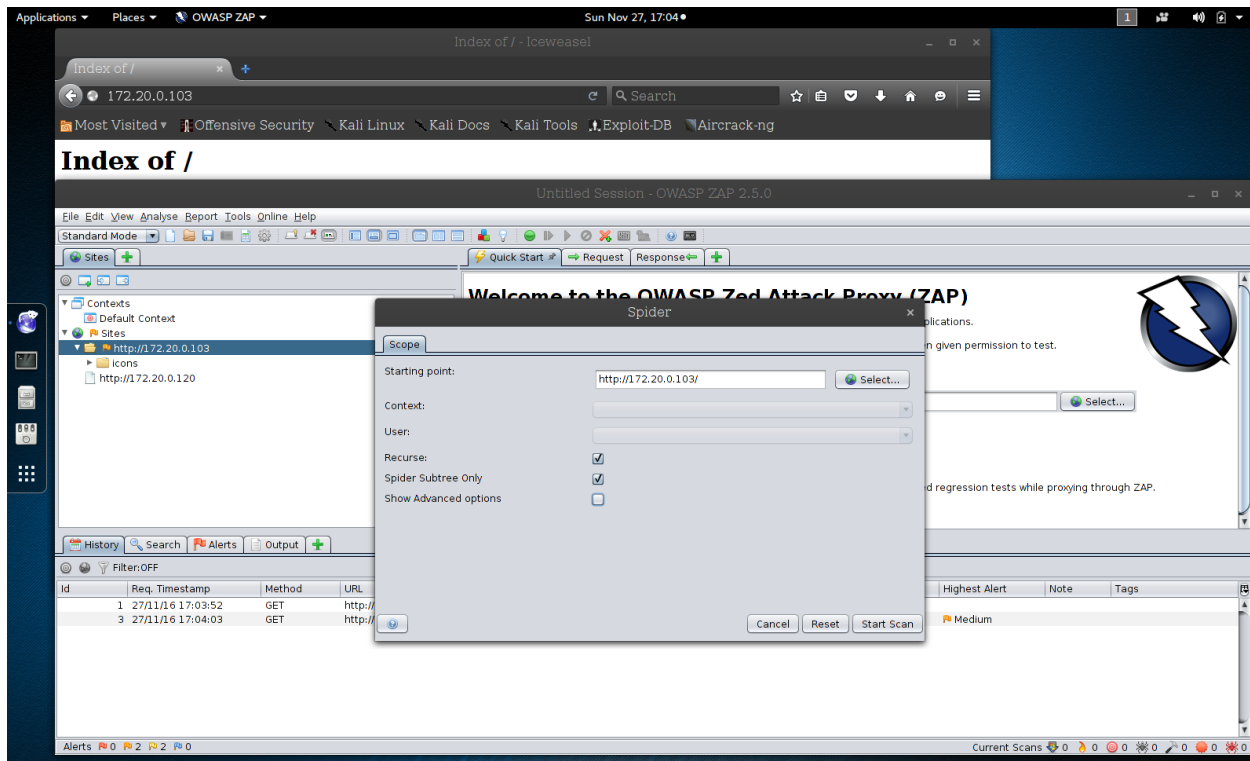 Applications Places OWASP ZAP Sun Nov 27, 17:04 1
Index of / - Iceweasel
Index of /
172.20.0.103 Search
Most Visited Offensive Security Kali Linux Kali Docs Kali Tools Exploit-DB Aircrack-ng
Index of /
Untitled Session - OWASP ZAP 2.5.0
File Edit View Analyse Report Tools Online Help
Standard Mode
Sites
Quick Start Request Response
Contexts
Default Context
Sites
http://172.20.0.103
icons
http://172.20.0.120
Welcome to the OWASP Zed Attack Proxy (ZAP)
plications.
n given permission to test.
Select...
d regression tests while proxying through ZAP.
Spider
Scope
Starting point: http://172.20.0.103/ Select...
Context:
User:
Recurse:
Spider Subtree Only
Show Advanced options
Cancel Reset Start Scan
History Search Alerts Output
Filter:OFF
Id Req. Timestamp Method URL Highest Alert Note Tags
1 27/11/16 17:03:52 GET http://
3 27/11/16 17:04:03 GET http:// Medium
Alerts 0 2 2 0 Current Scans 0 0 0 0 0 0 0